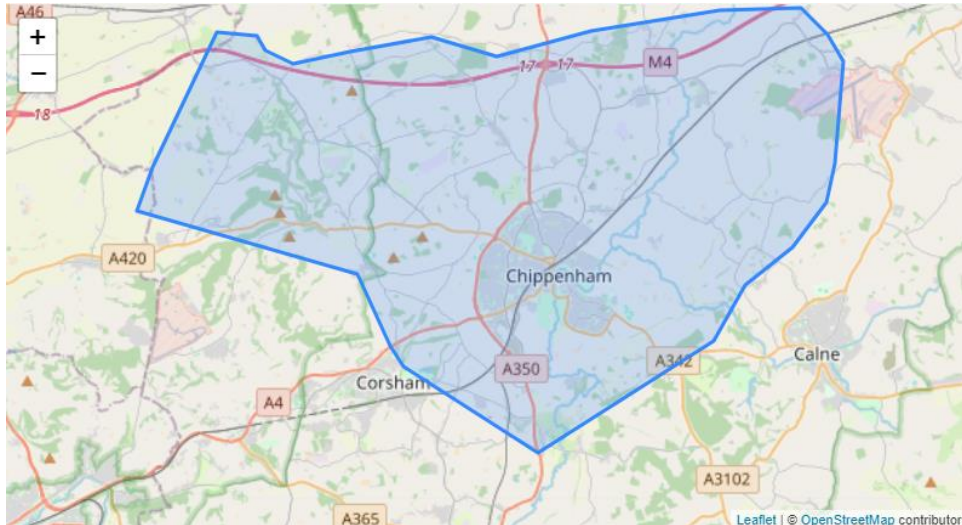 A46
+
−
18
17
17
M4
A420
Chippenham
A350
A342
Calne
Corsham
A4
A3102
A365
Leaflet | © OpenStreetMap contributor